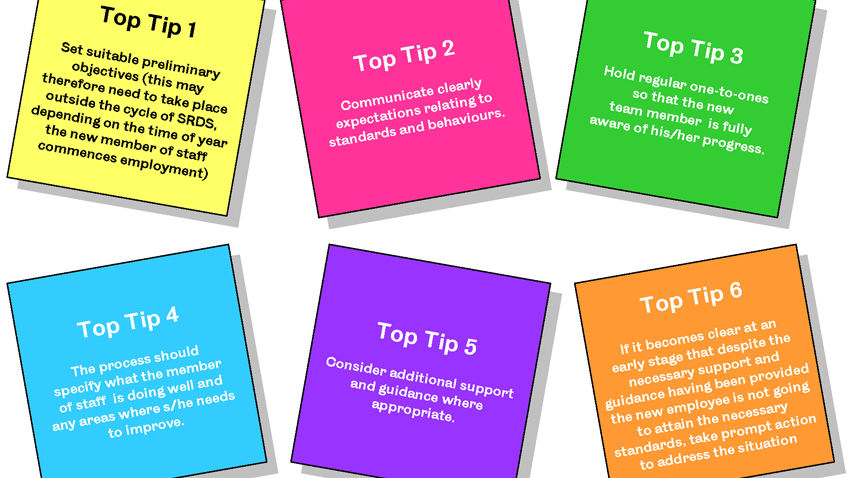 Top Tip 1
Set suitable preliminary
objectives (this may
therefore need to take place
outside the cycle of SRDS,
depending on the time of year
the new member of staff
commences employment)
Top Tip 2
Communicate clearly
expectations relating to
standards and behaviours.
Top Tip 3
Hold regular one-to-ones
so that the new
team member is fully
aware of his/her progress.
Top Tip 4
The process should
specify what the member
of staff is doing well and
any areas where s/he needs
to improve.
Top Tip 5
Consider additional support
and guidance where
appropriate.
Top Tip 6
If it becomes clear at an
early stage that despite the
necessary support and
guidance having been provided
the new employee is not going
to attain the necessary
standards, take prompt action
to address the situation